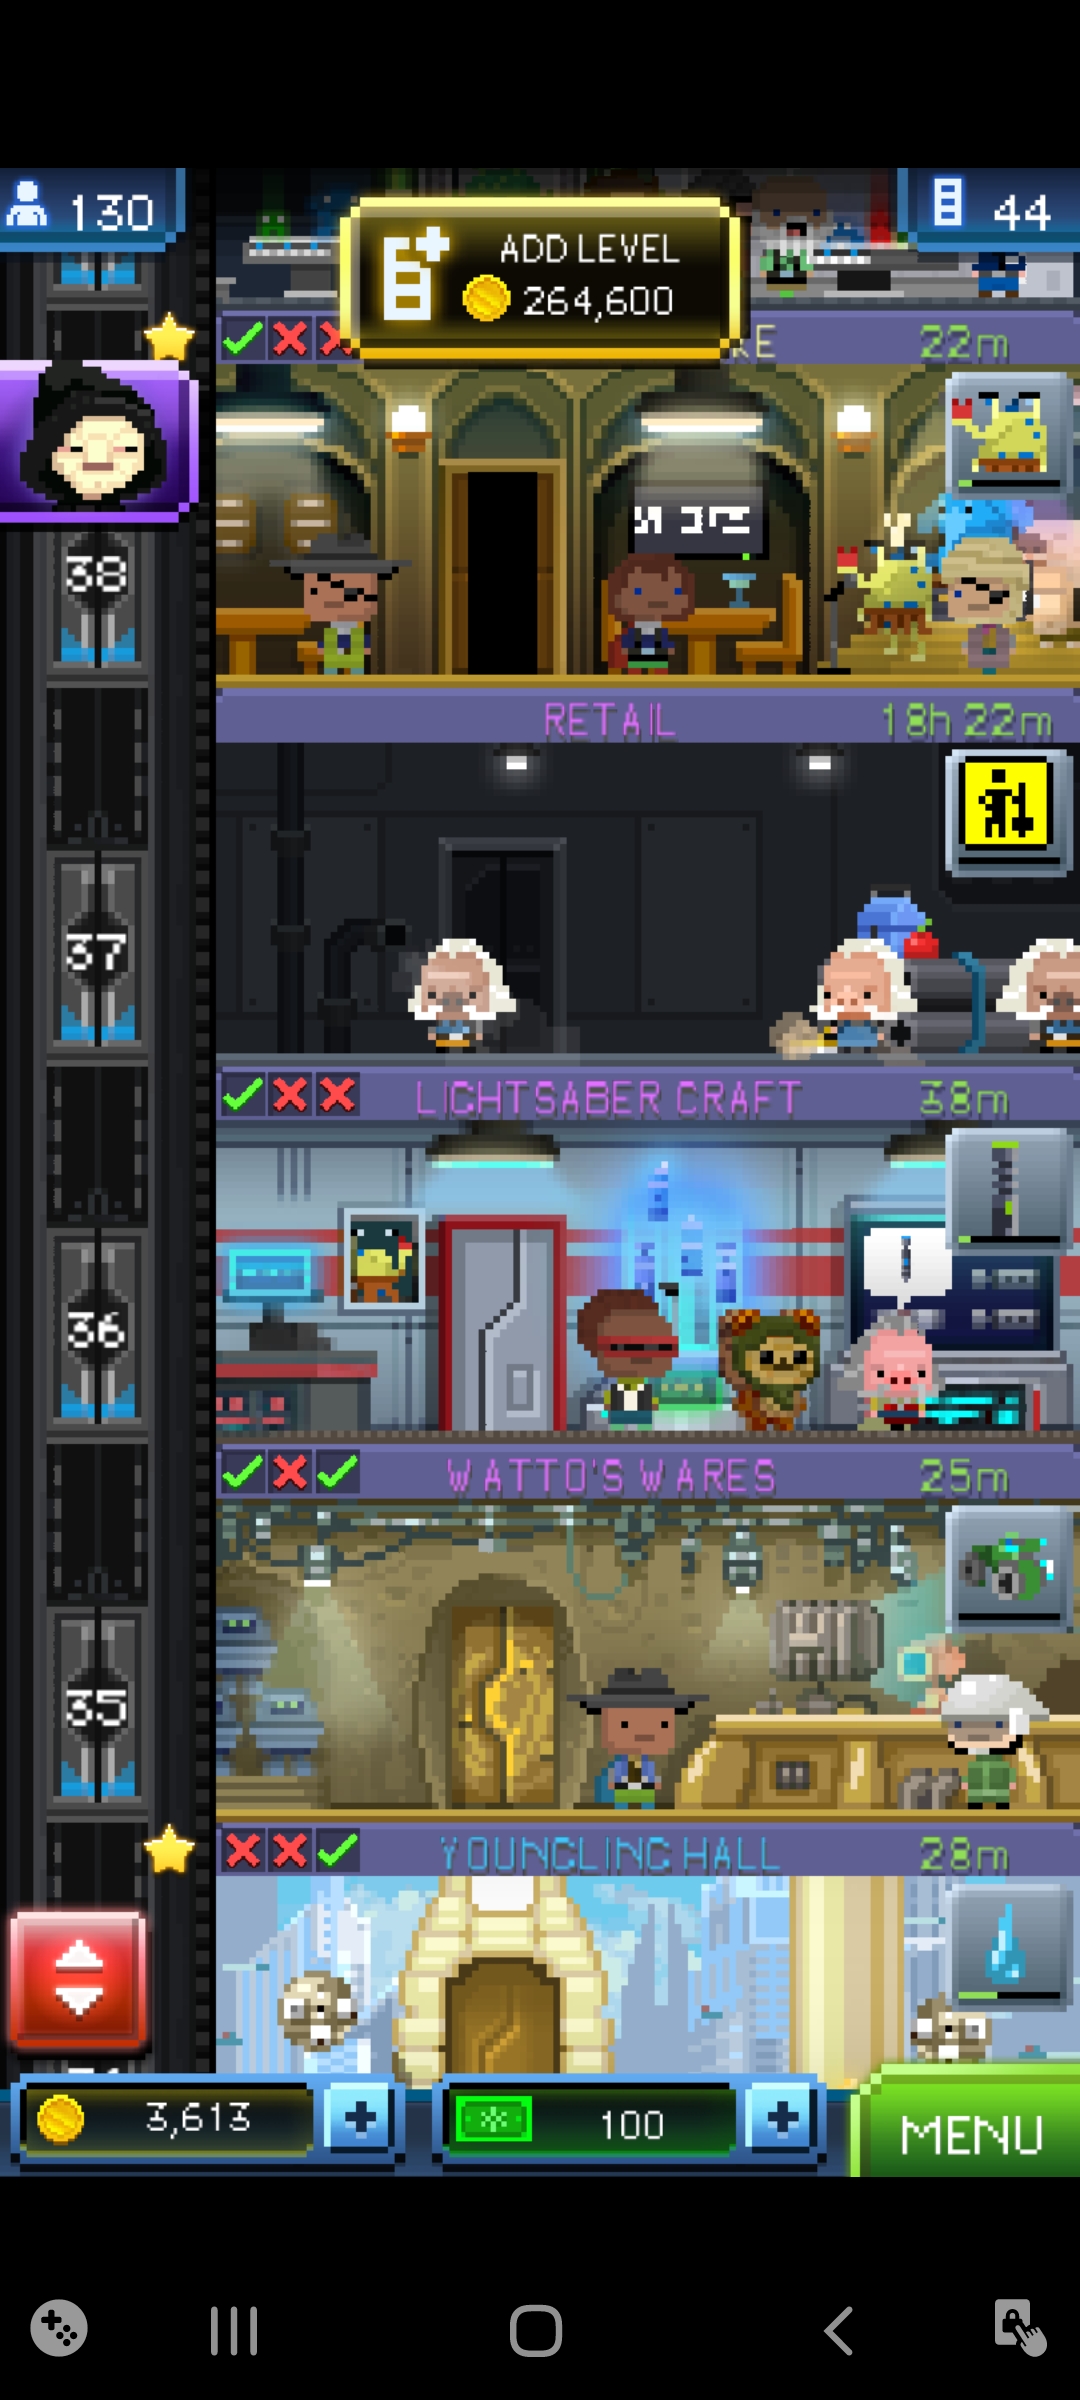 130
ADD LEVEL
264,600
44
KE
22m
38
RETAIL
18h 22m
37
LIGHTSABER CRAFT
38m
36
WATTO'S WARES
25m
35
YOUNGLING HALL
28m
3,613
100
MENU